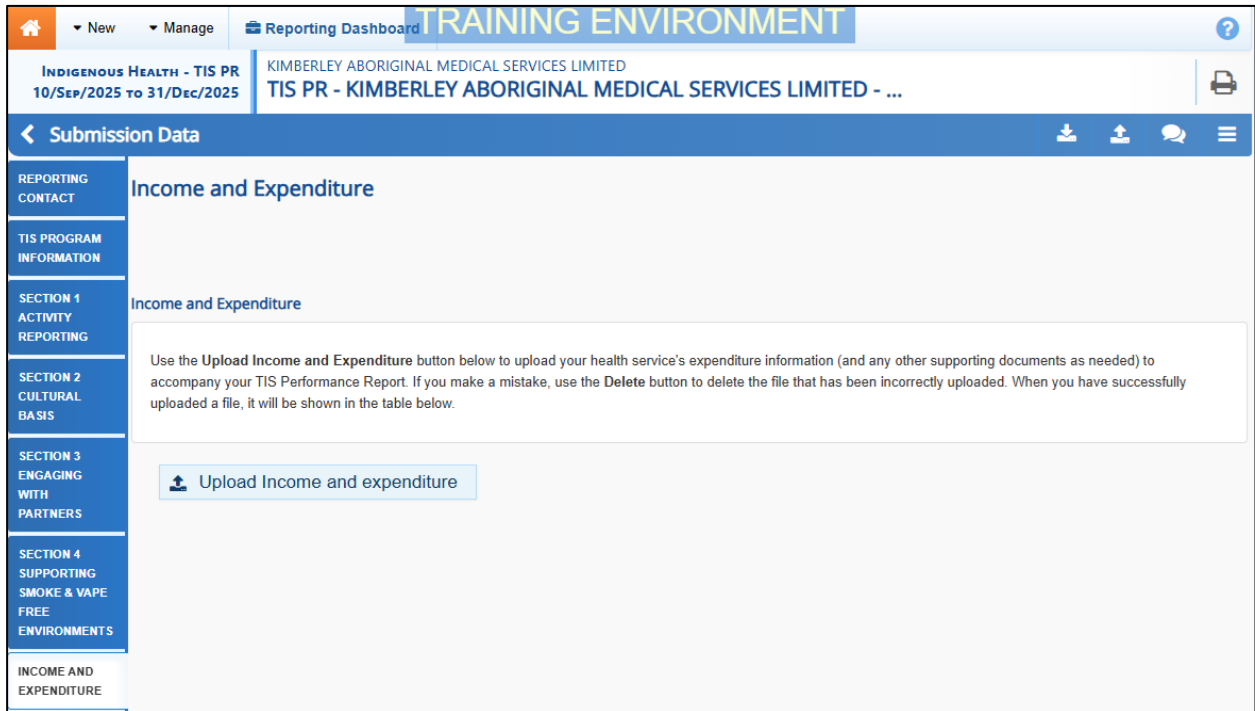 New
Manage
Reporting Dashboard
TRAINING ENVIRONMENT
?
INDIGENOUS HEALTH - TIS PR
10/SEP/2025 TO 31/DEC/2025
KIMBERLEY ABORIGINAL MEDICAL SERVICES LIMITED
TIS PR - KIMBERLEY ABORIGINAL MEDICAL SERVICES LIMITED - ...
Submission Data
REPORTING
CONTACT
TIS PROGRAM
INFORMATION
SECTION 1
ACTIVITY
REPORTING
SECTION 2
CULTURAL
BASIS
SECTION 3
ENGAGING
WITH
PARTNERS
SECTION 4
SUPPORTING
SMOKE & VAPE
FREE
ENVIRONMENTS
INCOME AND
EXPENDITURE
Income and Expenditure
Income and Expenditure
Use the Upload Income and Expenditure button below to upload your health service's expenditure information (and any other supporting documents as needed) to
accompany your TIS Performance Report. If you make a mistake, use the Delete button to delete the file that has been incorrectly uploaded. When you have successfully
uploaded a file, it will be shown in the table below.
Upload Income and expenditure